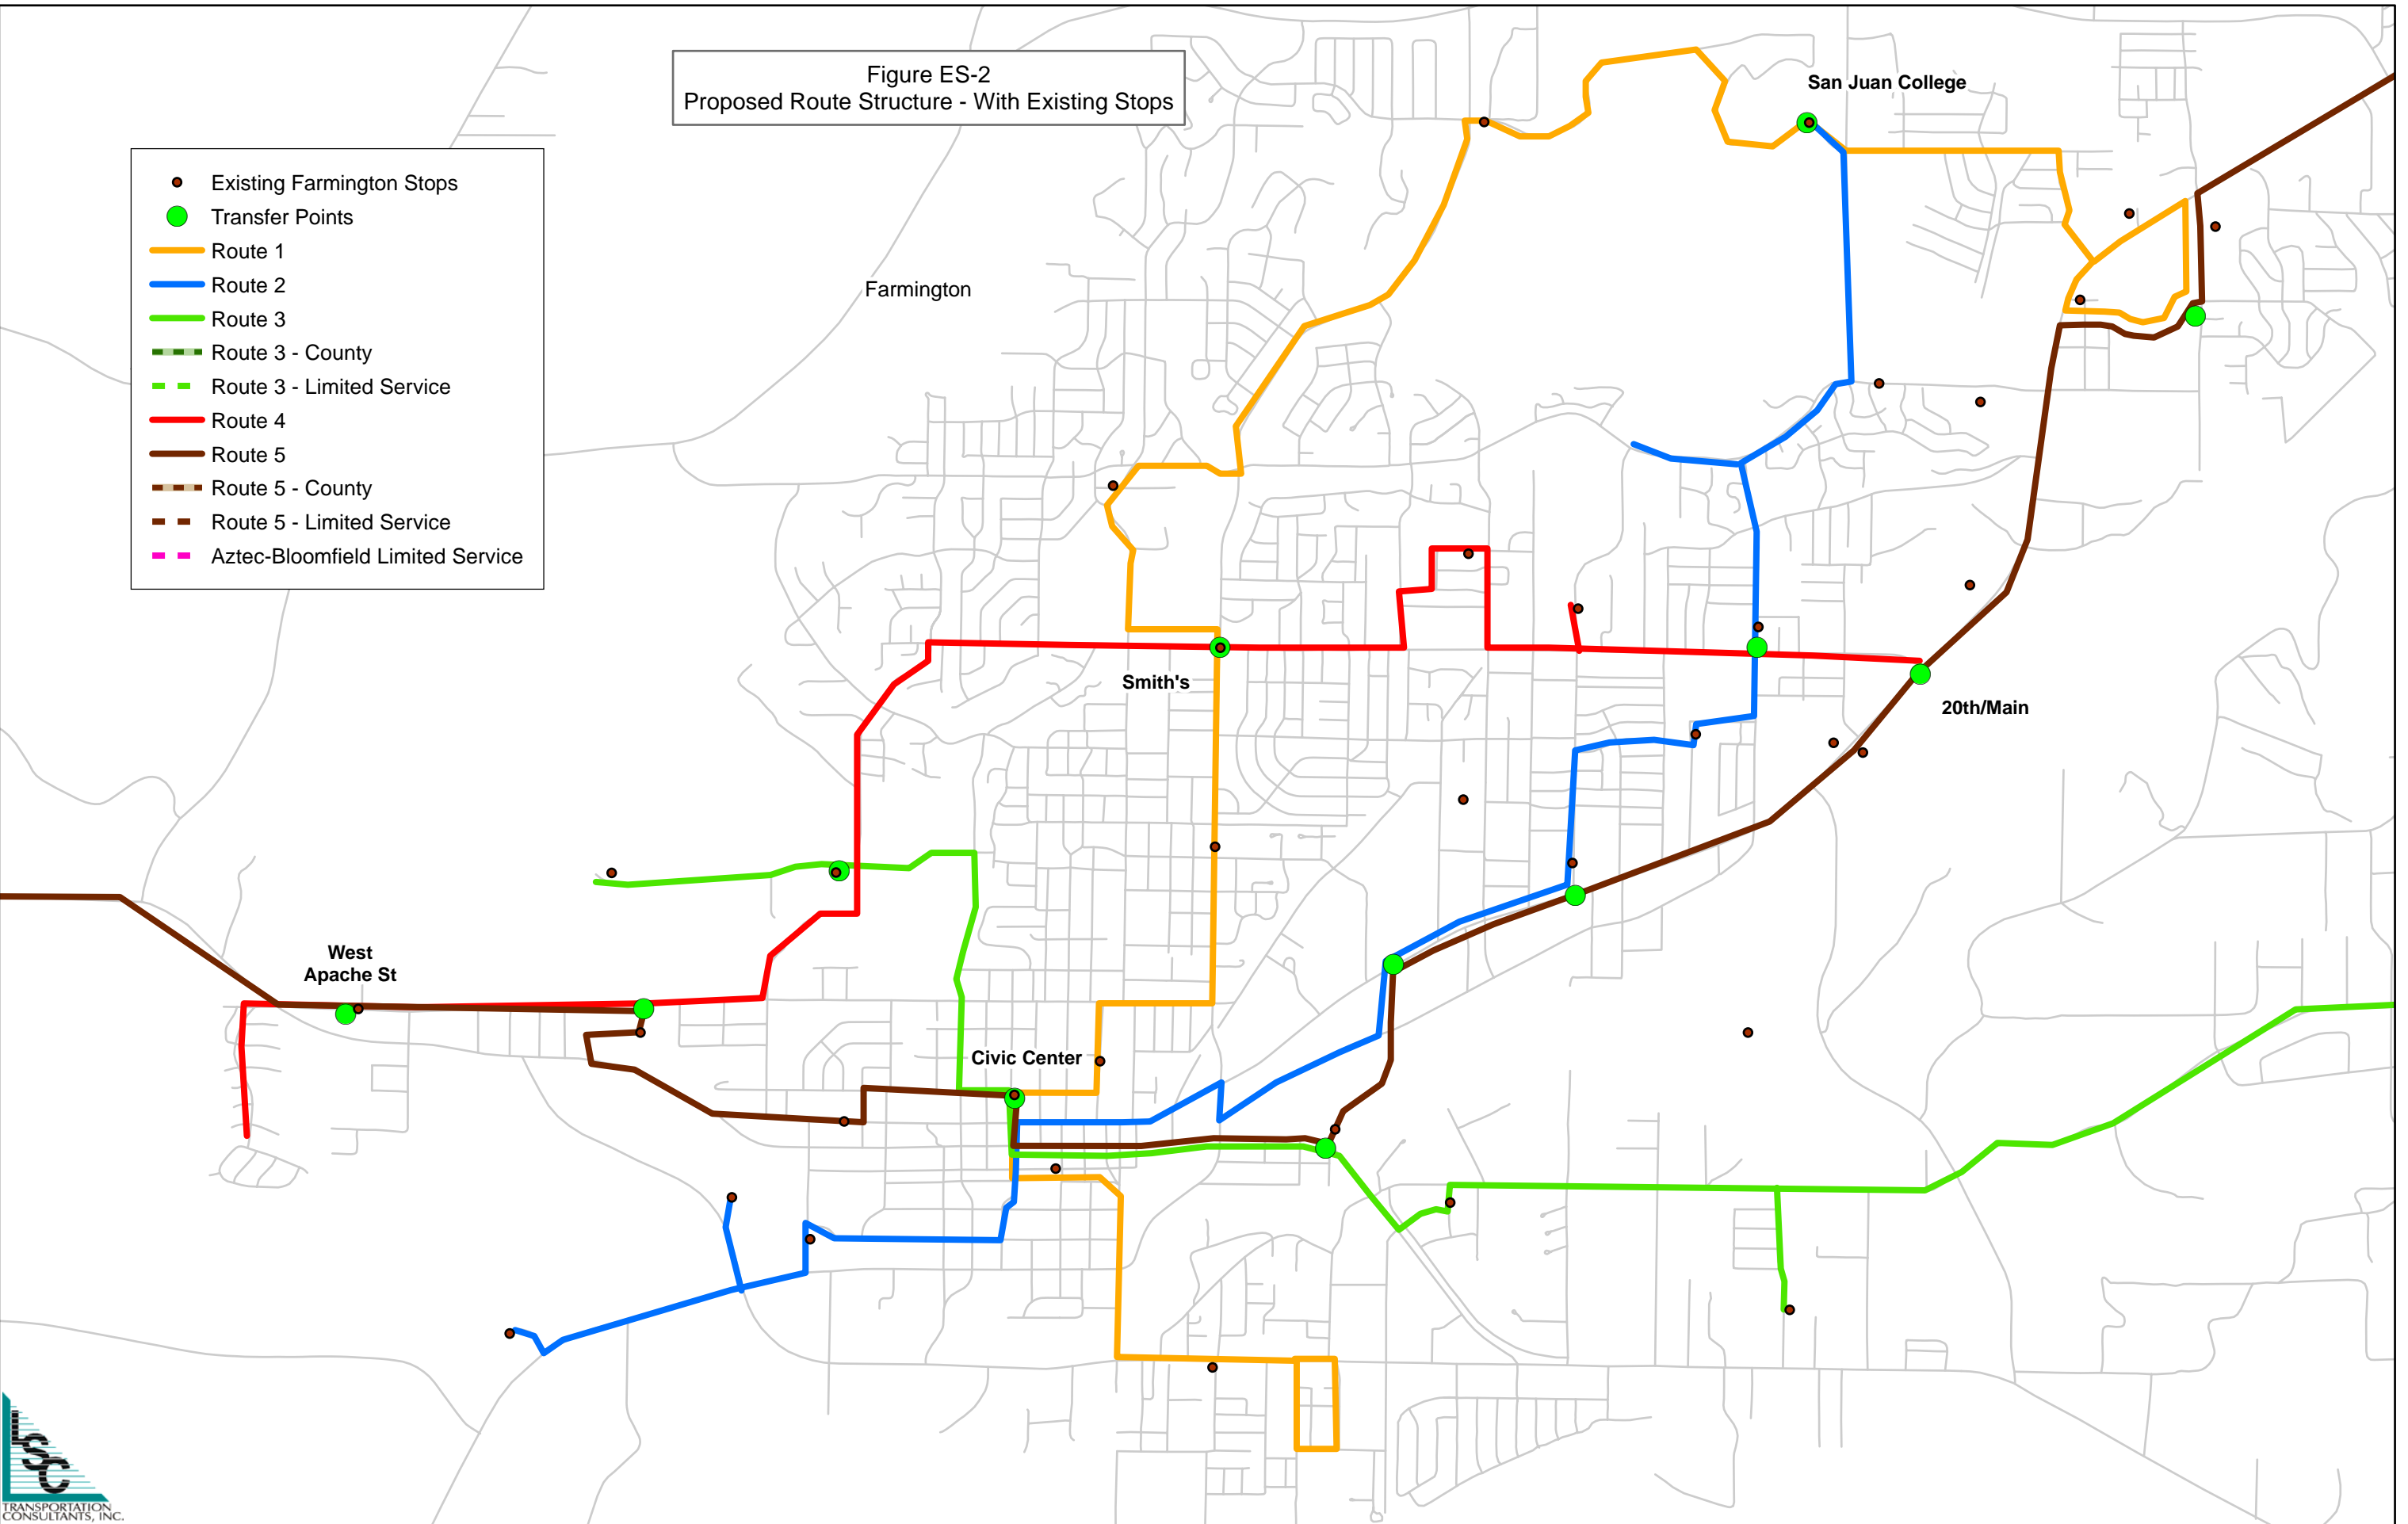 Figure ES-2
Proposed Route Structure - With Existing Stops
San Juan College
Existing Farmington Stops
Transfer Points
Route 1
Route 2
Route 3
Route 3 - County
Route 3 - Limited Service
Route 4
Route 5
Route 5 - County
Route 5 - Limited Service
Aztec-Bloomfield Limited Service
Farmington
Smith's
20th/Main
West
Apache St
Civic Center
LSC
TRANSPORTATION
CONSULTANTS, INC.